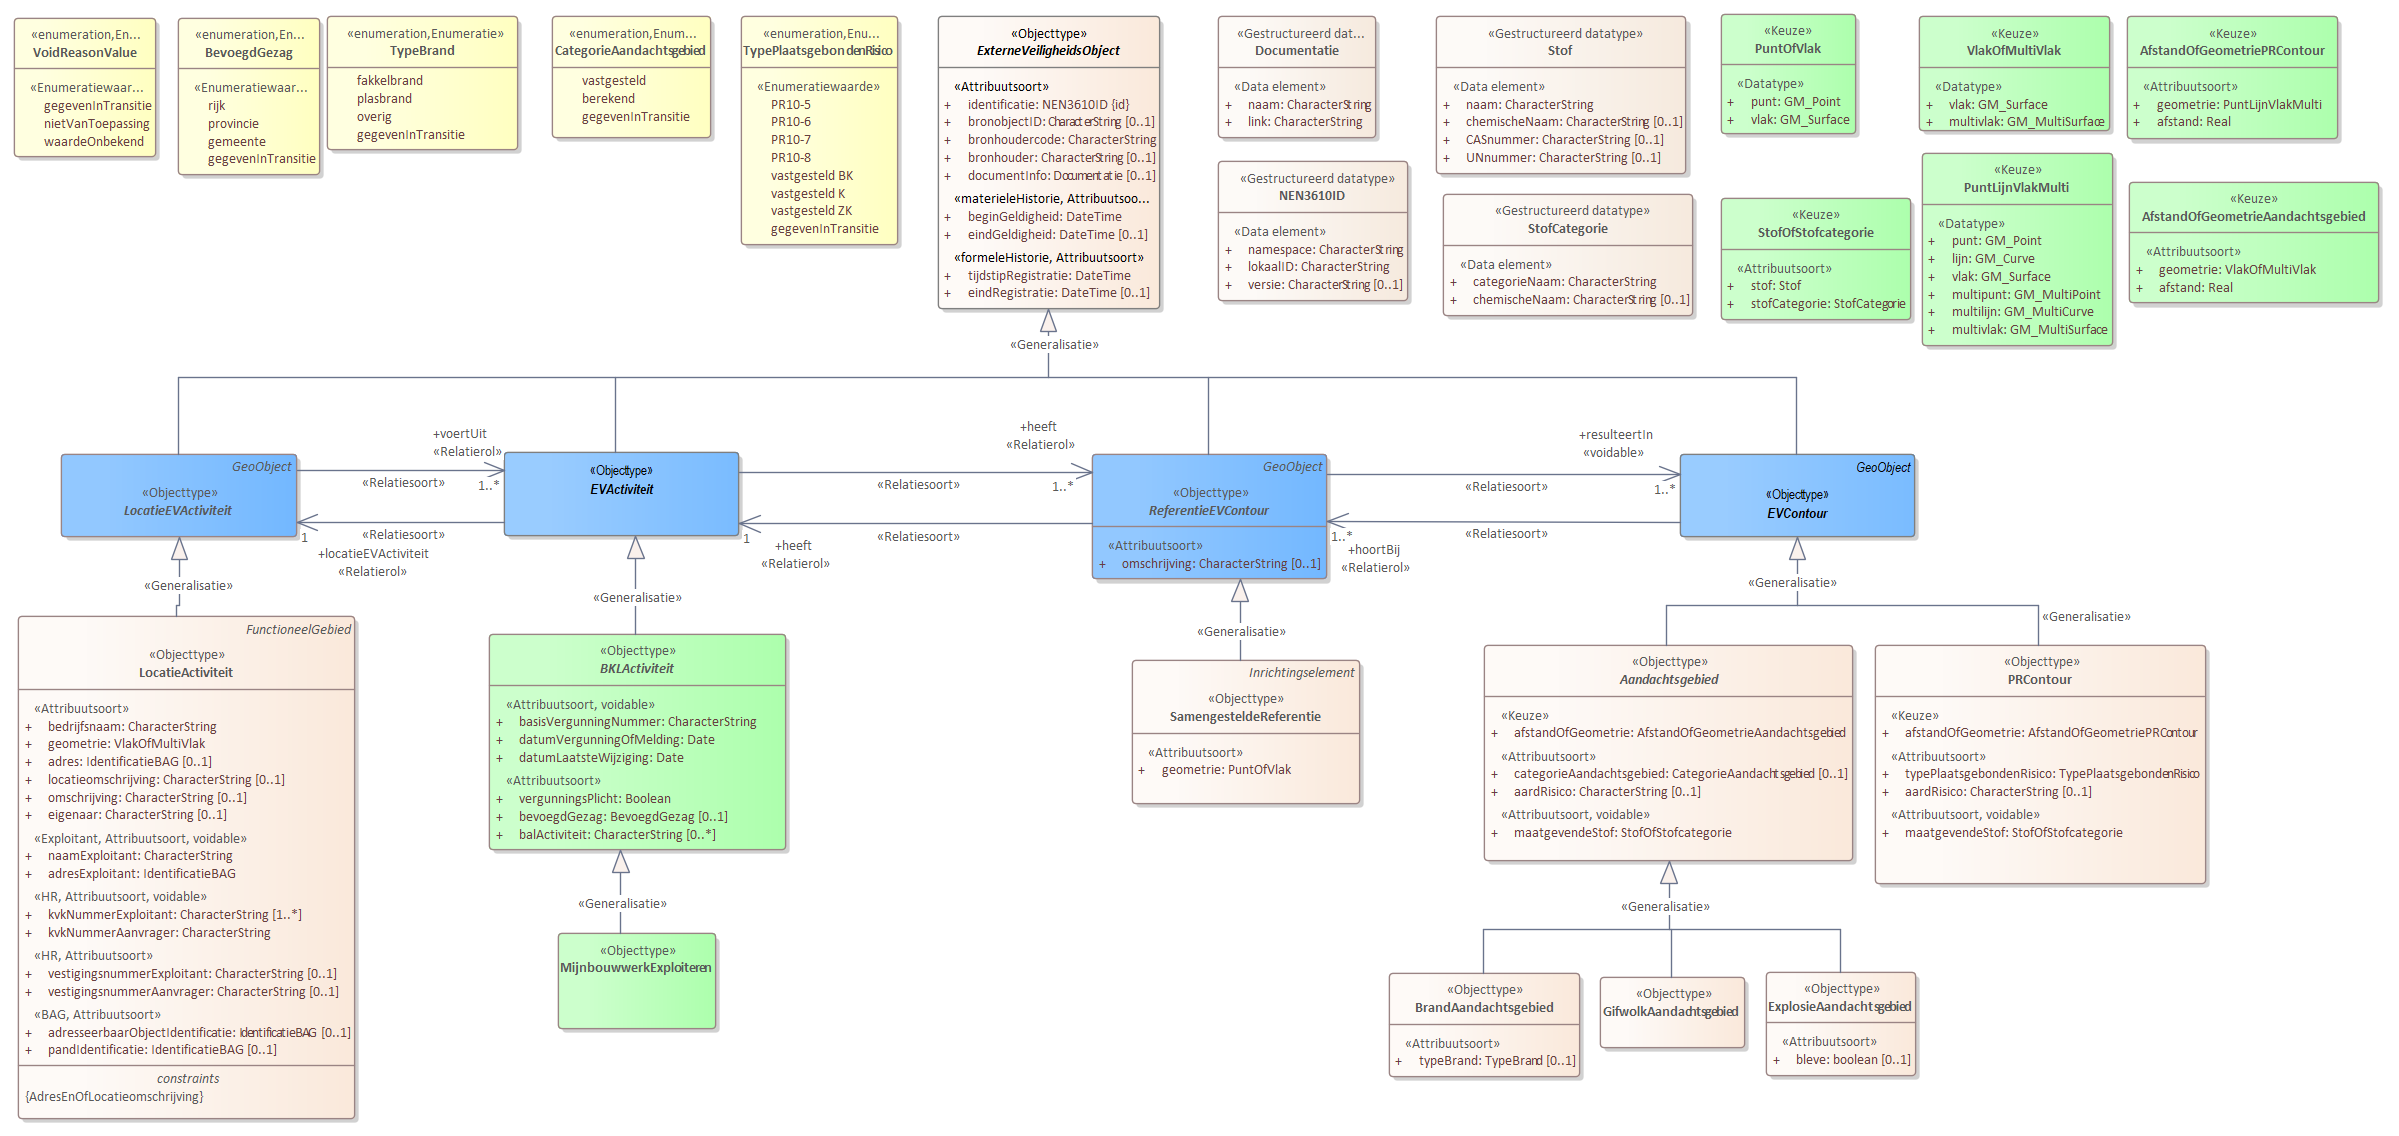 «enumeration,En...
VoidReasonValue
«Enumeratiewaar...
gegevenInTransitie
nietVanToepassing
waardeOnbekend
«enumeration,En...
BevoegdGezag
«Enumeratiewaar...
+ rijk
+ provincie
+ gemeente
+ gegevenInTransitie
«enumeration,Enumeratie»
TypeBrand
fakkelbrand
plasbrand
overig
gegevenInTransitie
«enumeration,Enum...
CategorieAandachtsgebied
vastgesteld
berekend
gegevenInTransitie
«enumeration,Enu...
TypePlaatsgebondenRisico
«Enumeratiewaarde»
PR10-5
PR10-6
PR10-7
PR10-8
vastgesteld BK
vastgesteld K
vastgesteld ZK
gegevenInTransitie
«Objecttype»
ExterneVeiligheidsObject
«Attribuutsoort»
+ identificatie: NEN3610ID {id}
+ bronobjectID: CharacterString [0..1]
+ bronhoudercode: CharacterString
+ bronhouder: CharacterString [0..1]
+ documentInfo: Documentatie [0..1]
«materieleHistorie, Attribuutsoo...
+ beginGeldigheid: DateTime
+ eindGeldigheid: DateTime [0..1]
«formeleHistorie, Attribuutsoort»
+ tijdstipRegistratie: DateTime
+ eindRegistratie: DateTime [0..1]
«Gestructureerd dat...
Documentatie
«Data element»
+ naam: CharacterString
+ link: CharacterString
«Gestructureerd datatype»
NEN3610ID
«Data element»
+ namespace: CharacterString
+ lokaalID: CharacterString
+ versie: CharacterString [0..1]
«Gestructureerd datatype»
Stof
«Data element»
+ naam: CharacterString
+ chemischeNaam: CharacterString [0..1]
+ CASnummer: CharacterString [0..1]
+ UNnummer: CharacterString [0..1]
«Gestructureerd datatype»
StofCategorie
«Data element»
+ categorieNaam: CharacterString
+ chemischeNaam: CharacterString [0..1]
«Keuze»
PuntOfVlak
«Datatype»
+ punt: GM_Point
+ vlak: GM_Surface
«Keuze»
StofOfStofcategorie
«Attribuutsoort»
+ stof: Stof
+ stofCategorie: StofCategorie
«Keuze»
VlakOfMultiVlak
«Datatype»
+ vlak: GM_Surface
+ multivlak: GM_MultiSurface
«Keuze»
PuntLijnVlakMulti
«Datatype»
+ punt: GM_Point
+ lijn: GM_Curve
+ vlak: GM_Surface
+ multipunt: GM_MultiPoint
+ multilijn: GM_MultiCurve
+ multivlak: GM_MultiSurface
«Keuze»
AfstandOfGeometriePRContour
«Attribuutsoort»
+ geometrie: PuntLijnVlakMulti
+ afstand: Real
«Keuze»
AfstandOfGeometrieAandachtsgebied
«Attribuutsoort»
+ geometrie: VlakOfMultiVlak
+ afstand: Real
«Generalisatie»
GeoObject
«Objecttype»
LocatieEVActiviteit
+voertUit
«Relatierol»
«Relatiesoort»
1..*
«Relatiesoort»
1
+locatieEVActiviteit
«Relatierol»
«Objecttype»
EVActiviteit
+heeft
«Relatierol»
«Relatiesoort»
1..*
«Relatiesoort»
1
+heeft
«Relatierol»
GeoObject
«Objecttype»
ReferentieEVContour
«Attribuutsoort»
+ omschrijving: CharacterString [0..1]
+resulteertIn
«voidable»
«Relatiesoort»
1..*
«Relatiesoort»
1..*
+hoortBij
«Relatierol»
GeoObject
«Objecttype»
EVContour
«Generalisatie»
«Generalisatie»
«Generalisatie»
«Generalisatie»
«Generalisatie»
FunctioneelGebied
«Objecttype»
LocatieActiviteit
«Attribuutsoort»
+ bedrijfsnaam: CharacterString
+ geometrie: VlakOfMultiVlak
+ adres: IdentificatieBAG [0..1]
+ locatieomschrijving: CharacterString [0..1]
+ omschrijving: CharacterString [0..1]
+ eigenaar: CharacterString [0..1]
«Exploitant, Attribuutsoort, voidable»
+ naamExploitant: CharacterString
+ adresExploitant: IdentificatieBAG
«HR, Attribuutsoort, voidable»
+ kvkNummerExploitant: CharacterString [1..*]
+ kvkNummerAanvrager: CharacterString
«HR, Attribuutsoort»
+ vestigingsnummerExploitant: CharacterString [0..1]
+ vestigingsnummerAanvrager: CharacterString [0..1]
«BAG, Attribuutsoort»
+ adresseerbaarObjectIdentificatie: IdentificatieBAG [0..1]
+ pandIdentificatie: IdentificatieBAG [0..1]
constraints
{AdresEnOfLocatieomschrijving}
«Objecttype»
BKLActiviteit
«Attribuutsoort, voidable»
+ basisVergunningNummer: CharacterString
+ datumVergunningOfMelding: Date
+ datumLaatsteWijziging: Date
«Attribuutsoort»
+ vergunningsPlicht: Boolean
+ bevoegdGezag: BevoegdGezag [0..1]
+ balActiviteit: CharacterString [0..*]
«Generalisatie»
«Objecttype»
MijnbouwwerkExploiteren
Inrichtingselement
«Objecttype»
SamengesteldeReferentie
«Attribuutsoort»
+ geometrie: PuntOfVlak
«Objecttype»
Aandachtsgebied
«Keuze»
+ afstandOfGeometrie: AfstandOfGeometrieAandachtsgebied
«Attribuutsoort»
+ categorieAandachtsgebied: CategorieAandachtsgebied [0..1]
+ aardRisico: CharacterString [0..1]
«Attribuutsoort, voidable»
+ maatgevendeStof: StofOfStofcategorie
«Objecttype»
PRContour
«Keuze»
+ afstandOfGeometrie: AfstandOfGeometriePRContour
«Attribuutsoort»
+ typePlaatsgebondenRisico: TypePlaatsgebondenRisico
+ aardRisico: CharacterString [0..1]
«Attribuutsoort, voidable»
+ maatgevendeStof: StofOfStofcategorie
«Generalisatie»
«Objecttype»
BrandAandachtsgebied
«Attribuutsoort»
+ typeBrand: TypeBrand [0..1]
«Objecttype»
GifwolkAandachtsgebied
«Objecttype»
ExplosieAandachtsgebied
«Attribuutsoort»
+ bleve: boolean [0..1]